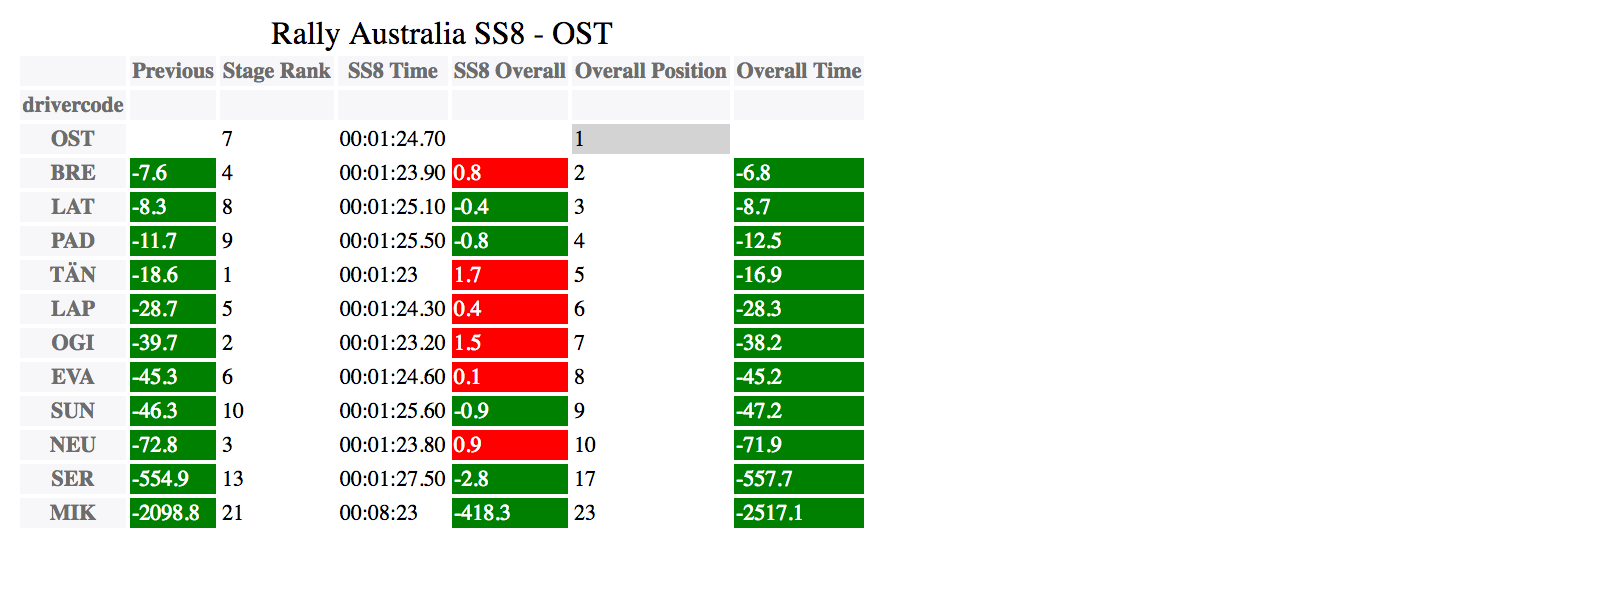 Rally Australia SS8 - OST
Previous Stage Rank SS8 Time SS8 Overall Overall Position Overall Time
drivercode
OST 7 00:01:24.70 1
BRE -7.6 4 00:01:23.90 0.8 2 -6.8
LAT -8.3 8 00:01:25.10 -0.4 3 -8.7
PAD -11.7 9 00:01:25.50 -0.8 4 -12.5
TÄN -18.6 1 00:01:23 1.7 5 -16.9
LAP -28.7 5 00:01:24.30 0.4 6 -28.3
OGI -39.7 2 00:01:23.20 1.5 7 -38.2
EVA -45.3 6 00:01:24.60 0.1 8 -45.2
SUN -46.3 10 00:01:25.60 -0.9 9 -47.2
NEU -72.8 3 00:01:23.80 0.9 10 -71.9
SER -554.9 13 00:01:27.50 -2.8 17 -557.7
MIK -2098.8 21 00:08:23 -418.3 23 -2517.1